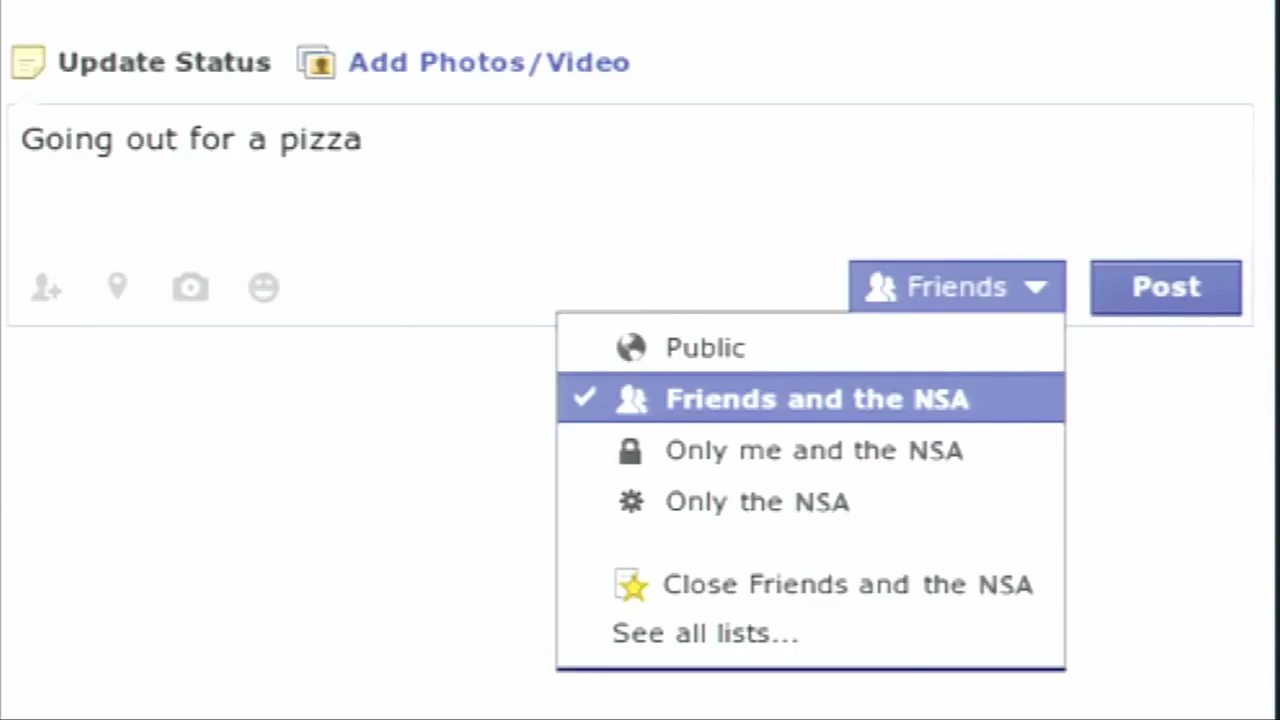 Update Status Add Photos/Video
Going out for a pizza
Friends Post
Public
Friends and the NSA
Only me and the NSA
Only the NSA
Close Friends and the NSA
See all lists...